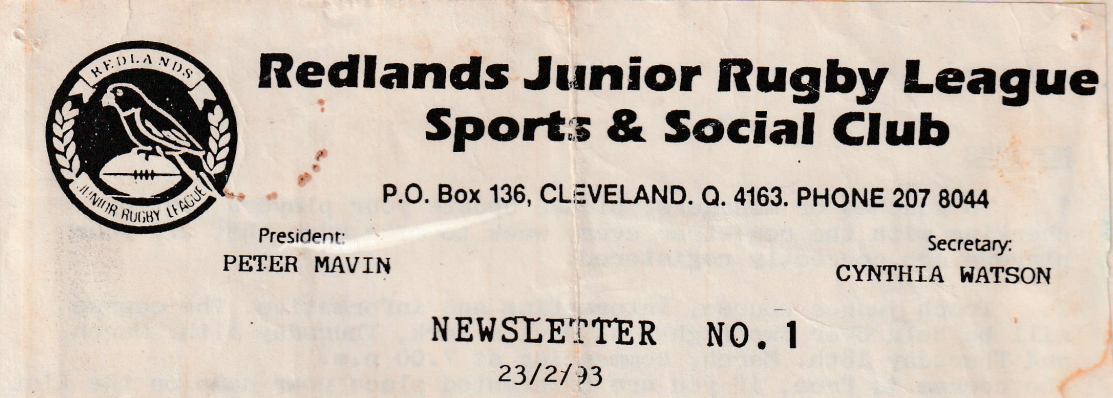 REDLANDS
JUNIOR RUGBY LEAGUE
Redlands Junior Rugby League
Sports & Social Club
P.O. Box 136, CLEVELAND. Q. 4163. PHONE 207 8044
President:
PETER MAVIN
Secretary:
CYNTHIA WATSON
NEWSLETTER NO.1
23/2/93